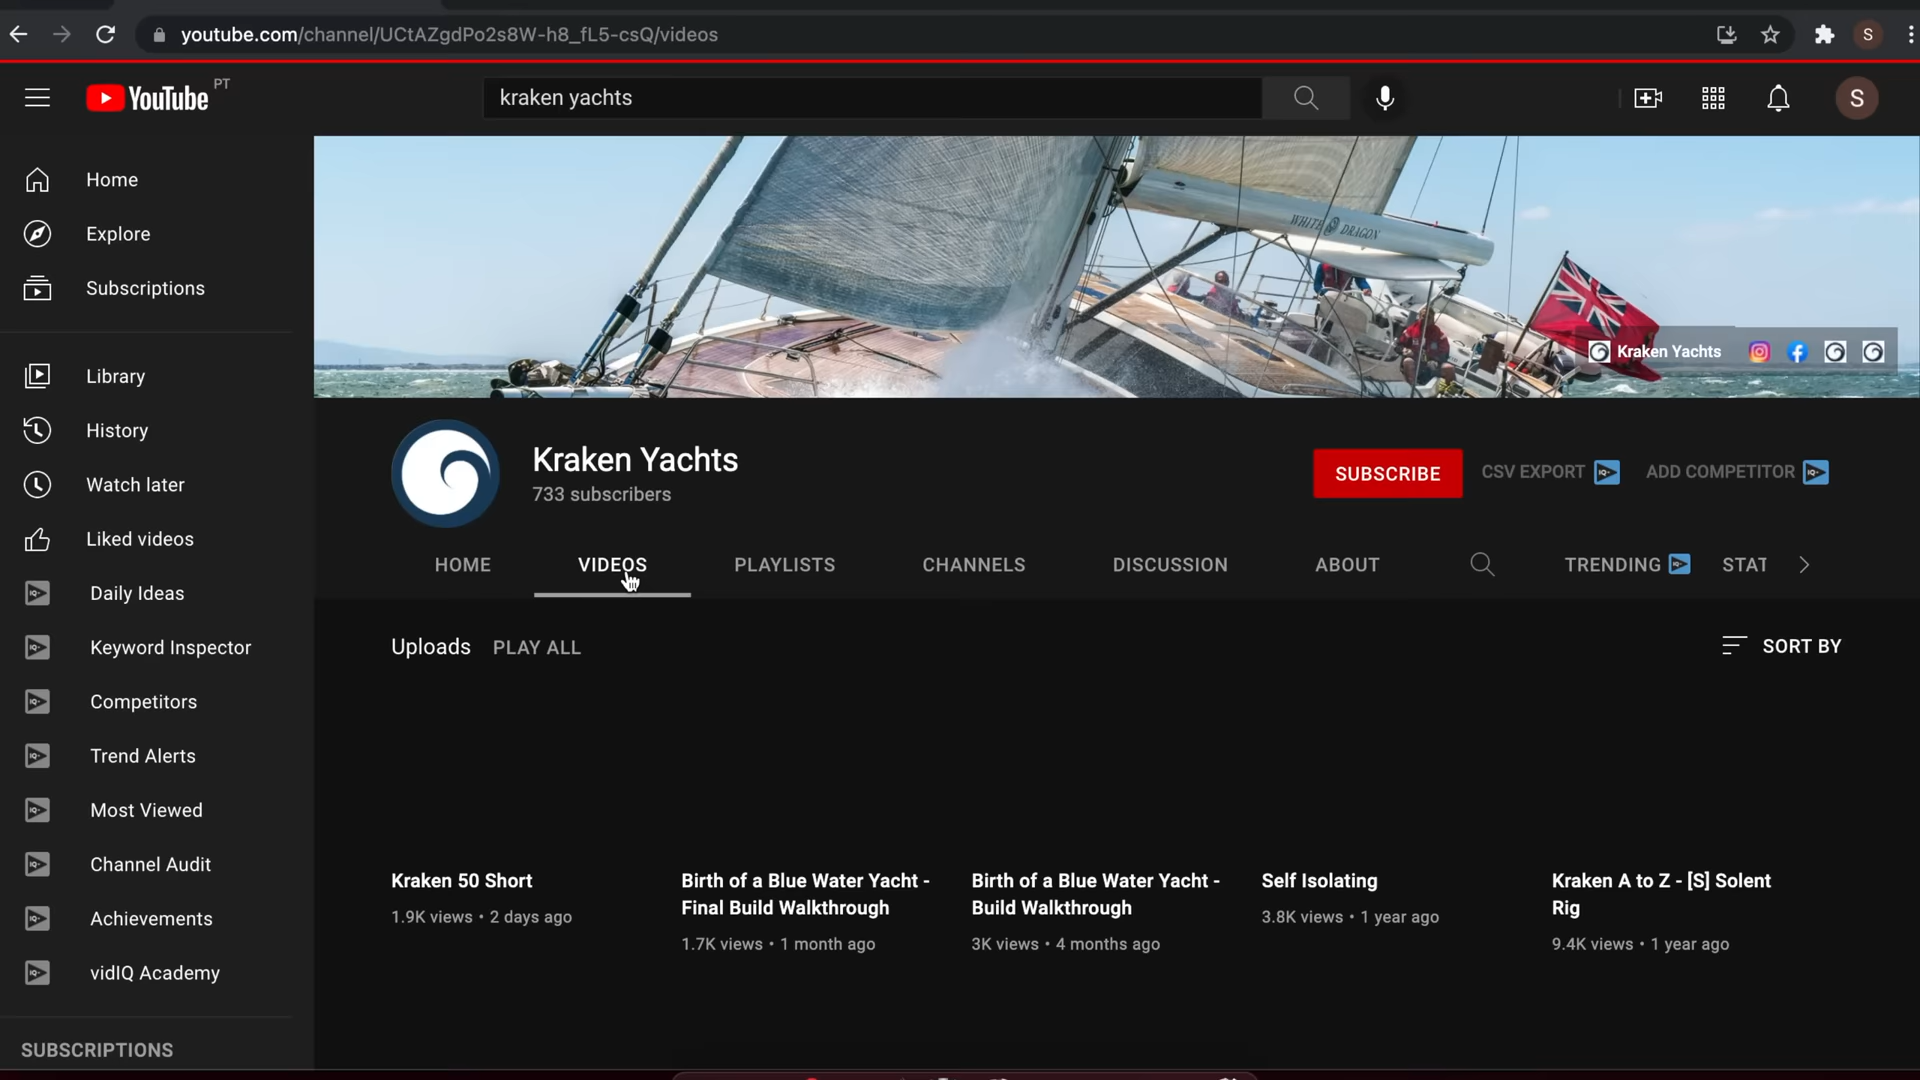 youtube.com/channel/UCtAZgdPo2s8W-h8_fL5-csQ/videos
S
YouTube PT
kraken yachts
S
Home
Explore
Subscriptions
Library
History
Watch later
Liked videos
Daily Ideas
Keyword Inspector
Competitors
Trend Alerts
Most Viewed
Channel Audit
Achievements
vidIQ Academy
SUBSCRIPTIONS
WHITE DRAGON
Kraken Yachts
Kraken Yachts
733 subscribers
SUBSCRIBE
CSV EXPORT
ADD COMPETITOR
HOME
VIDEOS
PLAYLISTS
CHANNELS
DISCUSSION
ABOUT
TRENDING
STAT
Uploads PLAY ALL
SORT BY
Kraken 50 Short
1.9K views • 2 days ago
Birth of a Blue Water Yacht -
Final Build Walkthrough
1.7K views • 1 month ago
Birth of a Blue Water Yacht -
Build Walkthrough
3K views • 4 months ago
Self Isolating
3.8K views • 1 year ago
Kraken A to Z - [S] Solent
Rig
9.4K views • 1 year ago